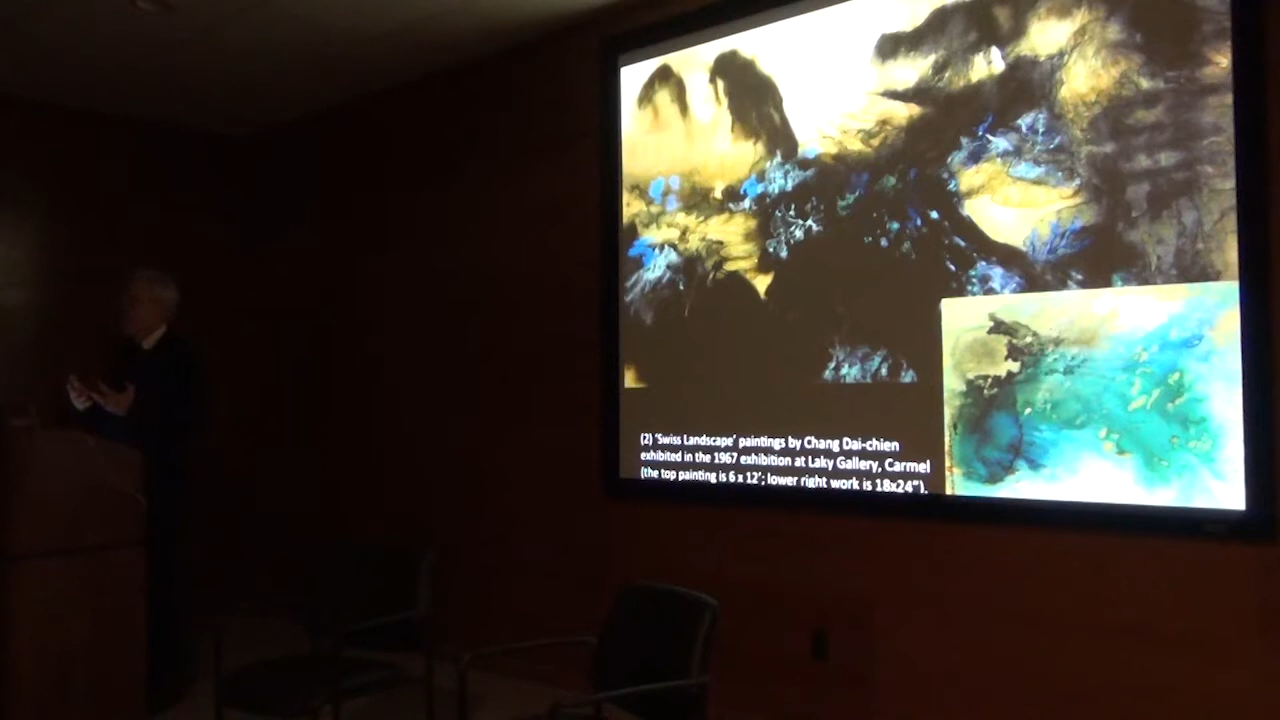 (2) ‘Swiss Landscape’ paintings by Chang Dai-chien
exhibited in the 1967 exhibition at Laky Gallery, Carmel
(the top painting is 6 x 12’; lower right work is 18x24”).